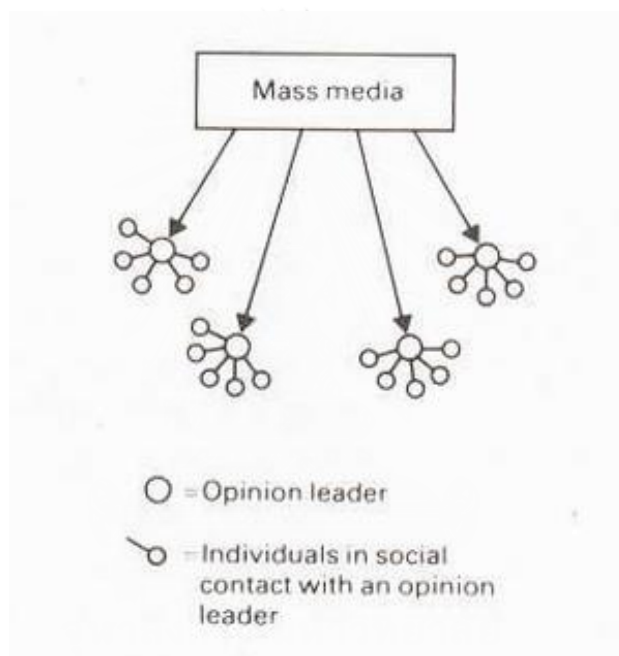 Mass media
= Opinion leader
= Individuals in social
contact with an opinion
leader